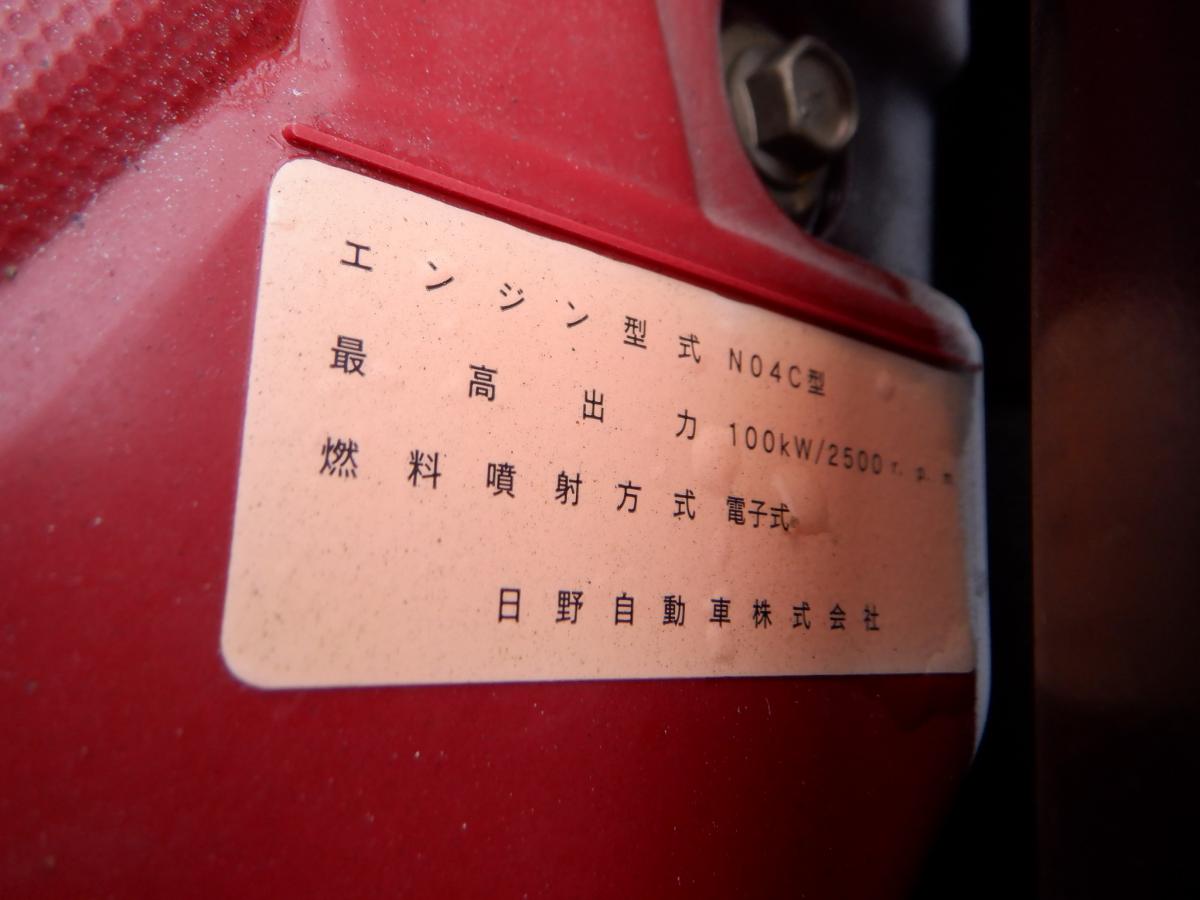 エンジン型式 N04C型
最高出力 100kW/2500r.p.m
燃料噴射方式 電子式
日野自動車株式会社